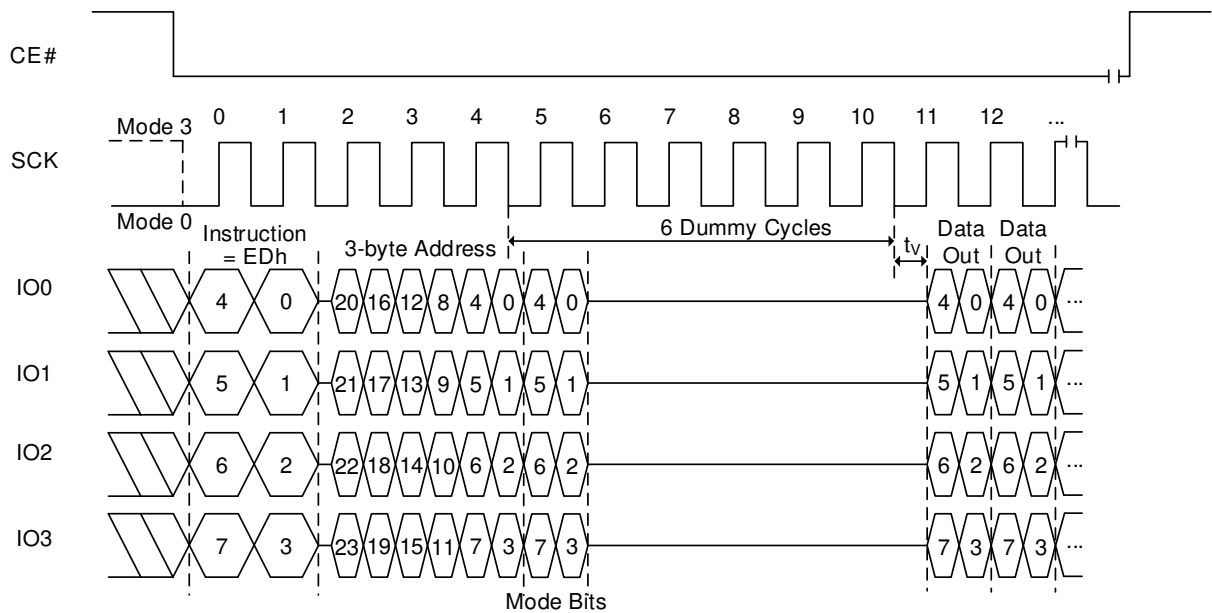 CE#
Mode 3 0 1 2 3 4 5 6 7 8 9 10 11 12 ...
SCK
Mode 0
Instruction = EDh
3-byte Address
6 Dummy Cycles
tV
Data Out
Data Out
IO0 4 0 20 16 12 8 4 0 4 0 4 0 4 0 ...
IO1 5 1 21 17 13 9 5 1 5 1 5 1 5 1 ...
IO2 6 2 22 18 14 10 6 2 6 2 6 2 6 2 ...
IO3 7 3 23 19 15 11 7 3 7 3 7 3 7 3 ...
Mode Bits